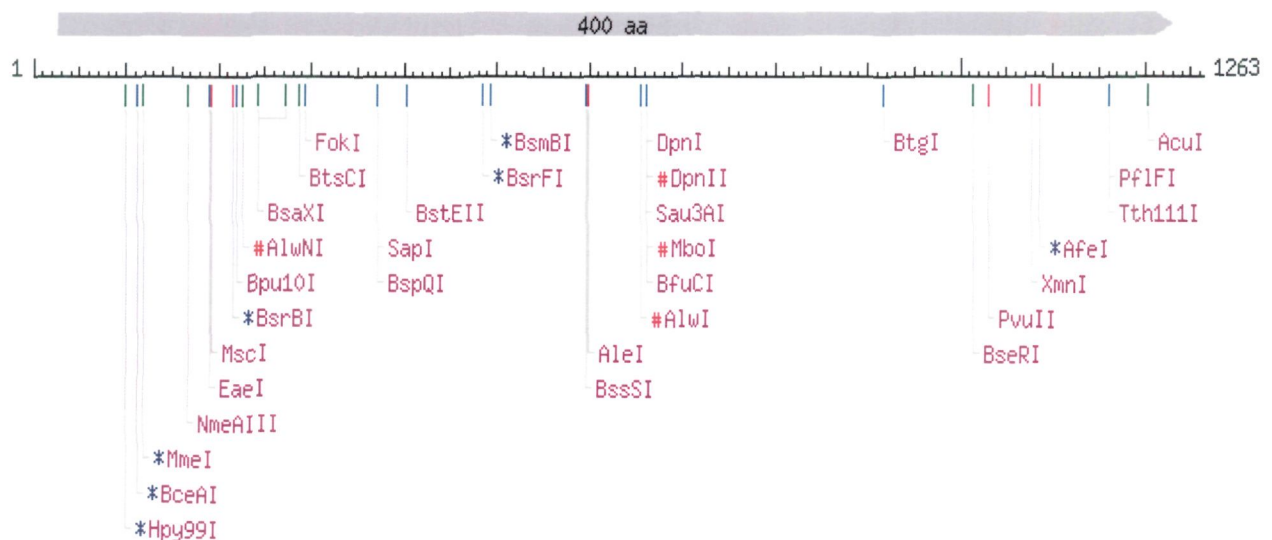 400 aa
1 1263
FokI *BsmBI DpnI BtgI AcuI
BtsCI *BsrFI #DpnII PflFI
BsaXI BstEII Sau3AI Tth111I
#AlwNI SapI #MboI *AfeI
Bpu10I BspQI BfuCI XmnI
*BsrBI #AlwI PvuII
MscI AleI BseRI
EaeI BssSI
NmeAIII
*MmeI
*BceAI
*Hpy99I